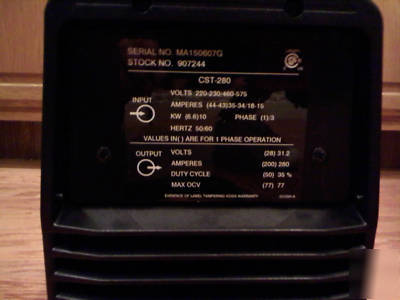 SERIAL NO. MA150607G
STOCK NO. 907244
CST-280
VOLTS 220-230-460-575
INPUT
AMPERES (44-43)35-34/18-15
KW (6.6)10 PHASE (1)/3
HERTZ 50/60
VALUES IN( ) ARE FOR 1 PHASE OPERATION
OUTPUT
VOLTS (28) 31.2
AMPERES (200) 280
DUTY CYCLE (50) 35 %
MAX OCV (77) 77
EVIDENCE OF LABEL TAMPERING VOIDS WARRANTY